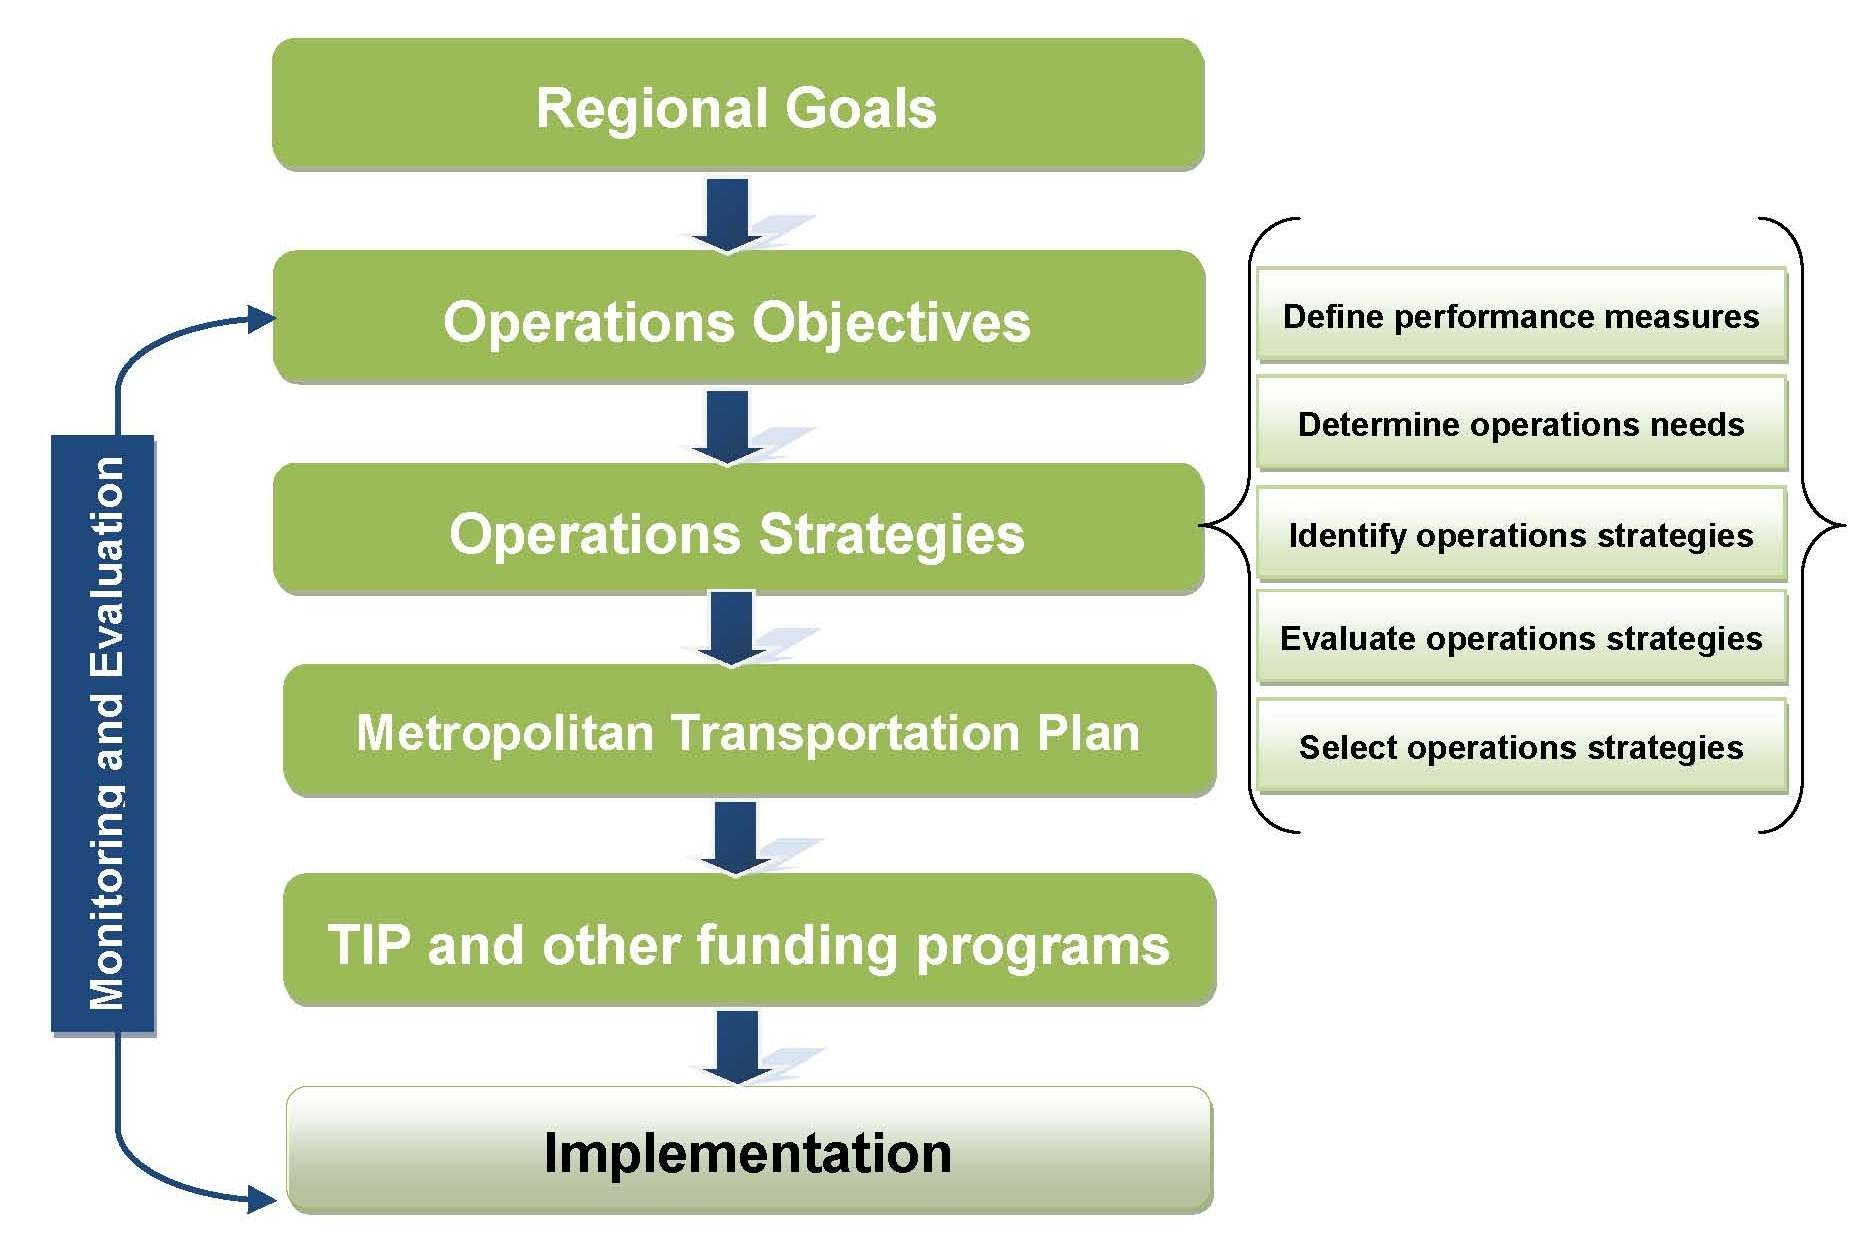 Regional Goals
Operations Objectives
Operations Strategies
Metropolitan Transportation Plan
TIP and other funding programs
Implementation
Monitoring and Evaluation
Define performance measures
Determine operations needs
Identify operations strategies
Evaluate operations strategies
Select operations strategies